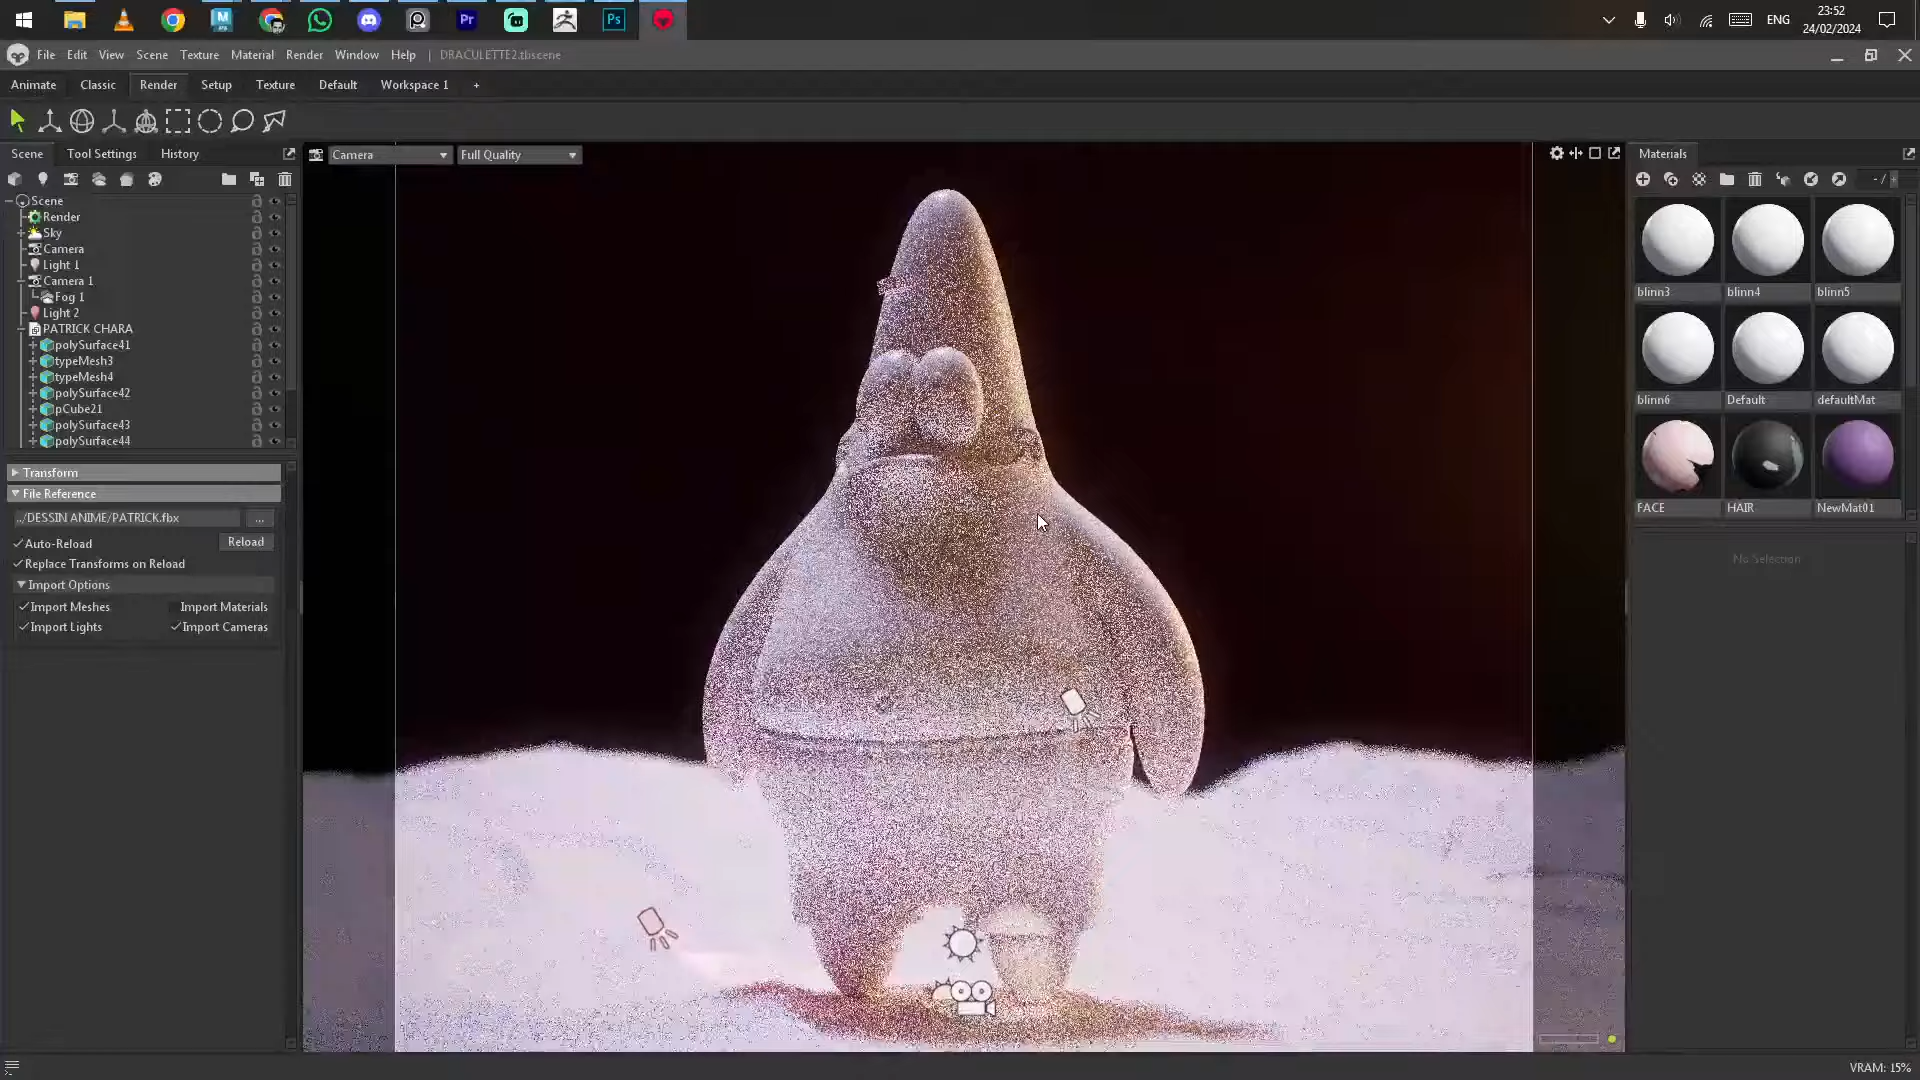 Pr
Ps
ENG
23:52
24/02/2024
File Edit View Scene Texture Material Render Window Help | DRACULETTE2.tbscene
Animate Classic Render Setup Texture Default Workspace 1 +
Scene Tool Settings History
Camera
Full Quality
Materials
Scene
Render
Sky
Camera
Light 1
Camera 1
Fog 1
Light 2
PATRICK CHARA
polySurface41
typeMesh3
typeMesh4
polySurface42
pCube21
polySurface43
polySurface44
Transform
File Reference
../DESSIN ANIME/PATRICK.fbx ...
Auto-Reload Reload
Replace Transforms on Reload
Import Options
Import Meshes Import Materials
Import Lights Import Cameras
- /
blinn3 blinn4 blinn5
blinn6 Default defaultMat
FACE HAIR NewMat01
No Selection
VRAM: 15%